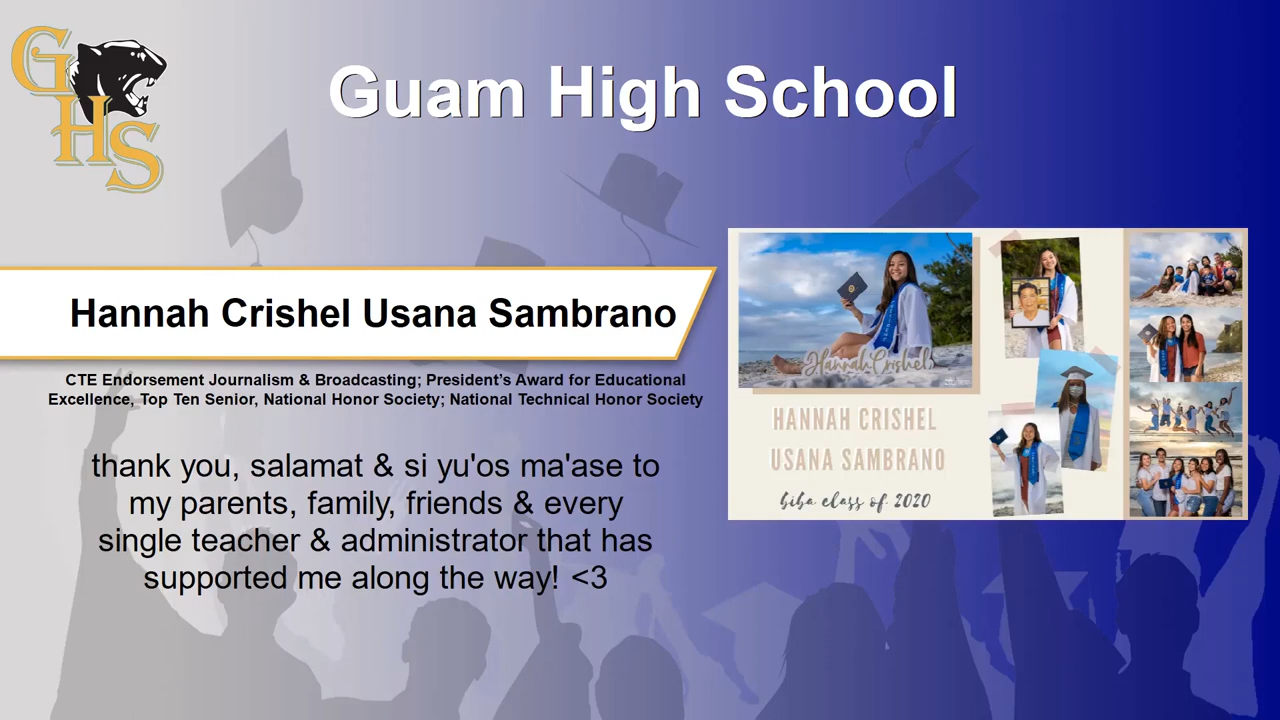 GHS
Guam High School
Hannah Crishel Usana Sambrano
CTE Endorsement Journalism & Broadcasting; President’s Award for Educational
Excellence, Top Ten Senior, National Honor Society; National Technical Honor Society
thank you, salamat & si yu'os ma'ase to
my parents, family, friends & every
single teacher & administrator that has
supported me along the way! <3
Hannah Crishel
HANNAH CRISHEL
USANA SAMBRANO
biba class of 2020